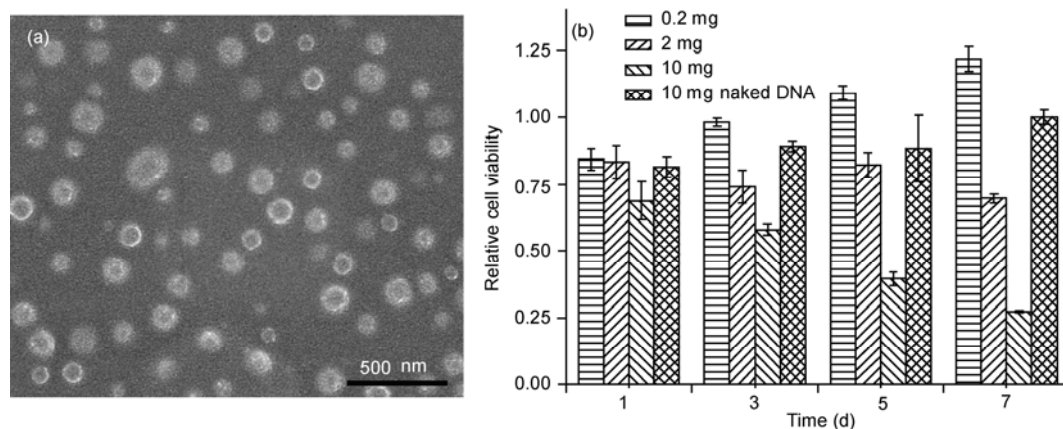 (a)
500 nm
(b)
0.2 mg
2 mg
10 mg
10 mg naked DNA
Relative cell viability
1.25
1.00
0.75
0.50
0.25
0.00
1 3 5 7
Time (d)